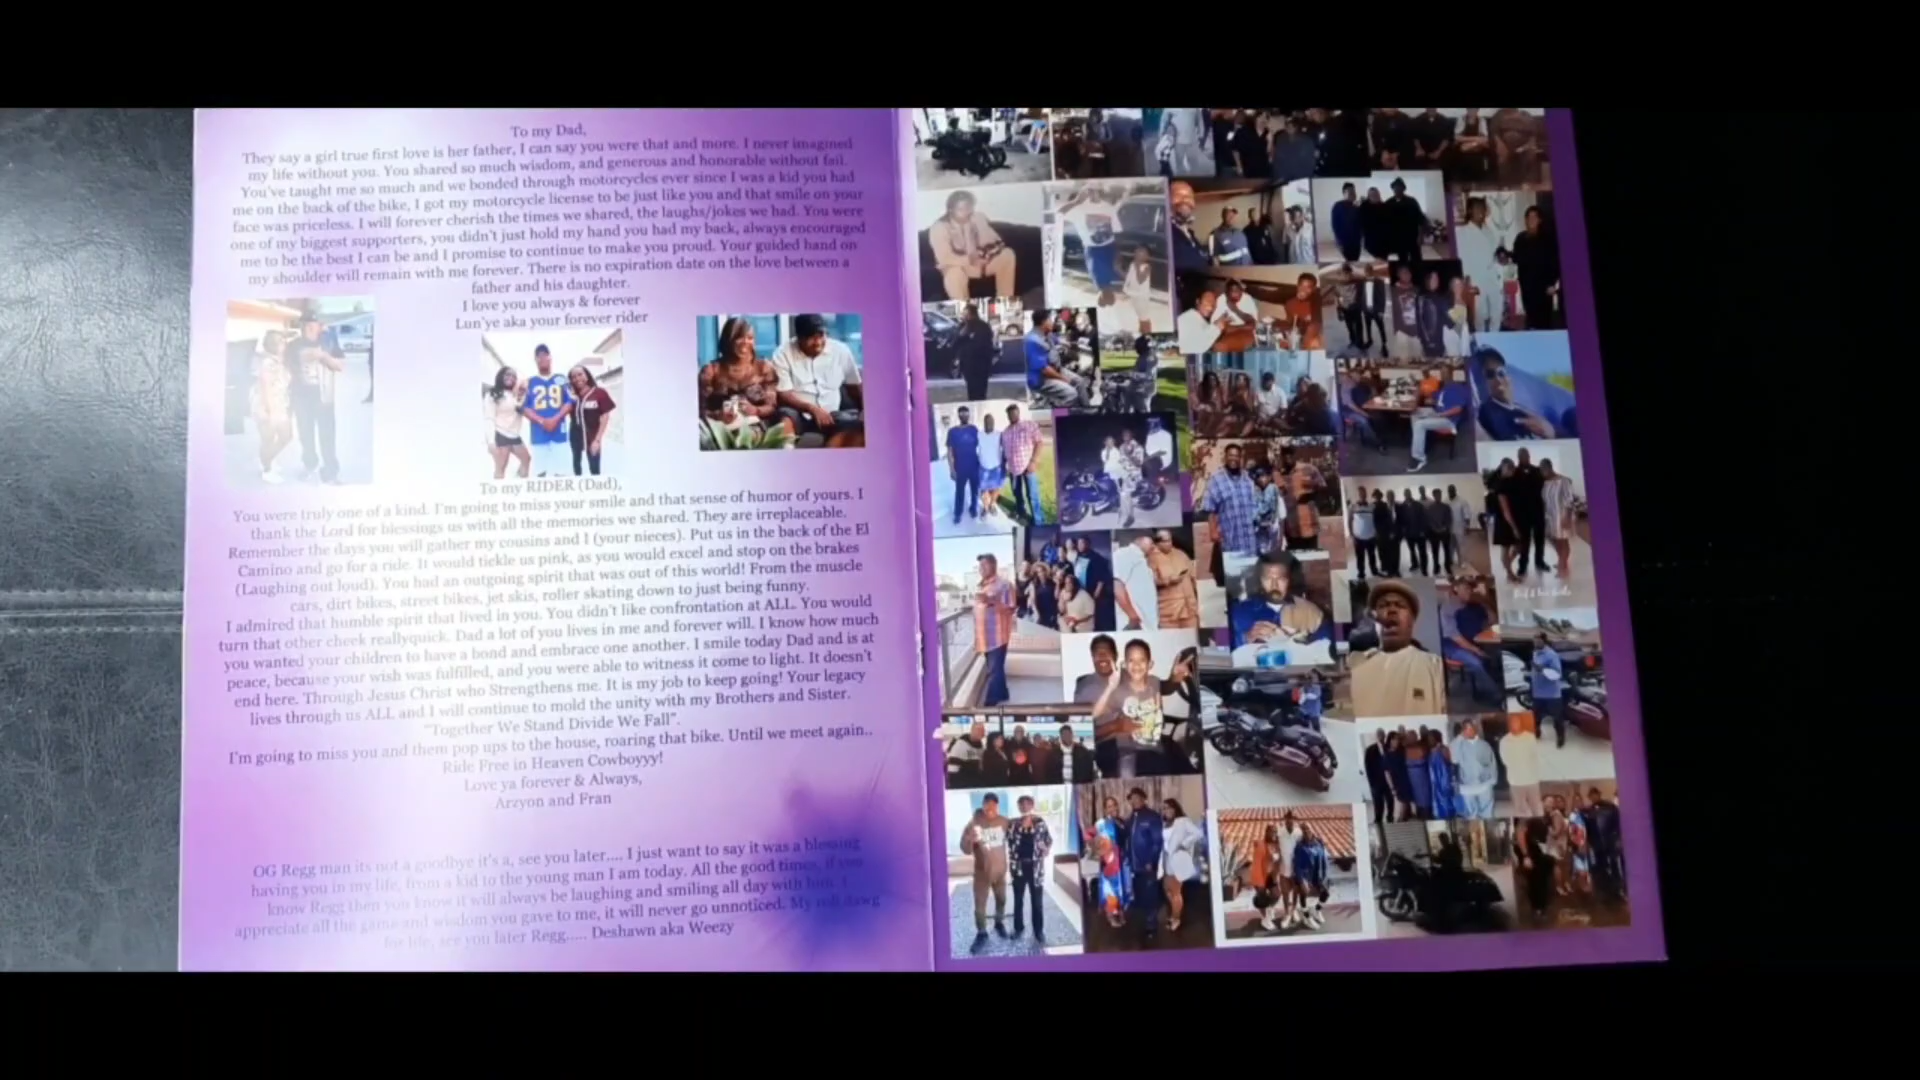 To my Dad,
They say a girl true first love is her father, I can say you were that and more. I never imagined
my life without you. You shared so much wisdom, and generous and honorable without fail.
You've taught me so much and we bonded through motorcycles ever since I was a kid you had
me on the back of the bike, I got my motorcycle license to be just like you and that smile on your
face was priceless. I will forever cherish the times we shared, the laughs/jokes we had. You were
one of my biggest supporters, you didn't just hold my hand you had my back, always encouraged
me to be the best I can be and I promise to continue to make you proud. Your guided hand on
my shoulder will remain with me forever. There is no expiration date on the love between a
father and his daughter.
I love you always & forever
Lun'ye aka your forever rider
29
To my RIDER (Dad),
You were truly one of a kind. I'm going to miss your smile and that sense of humor of yours. I
thank the Lord for blessings us with all the memories we shared. They are irreplaceable.
Remember the days you will gather my cousins and I (your nieces). Put us in the back of the El
Camino and go for a ride. It would tickle us pink, as you would excel and stop on the brakes
(Laughing out loud). You had an outgoing spirit that was out of this world! From the muscle
cars, dirt bikes, street bikes, jet skis, roller skating down to just being funny.
I admired that humble spirit that lived in you. You didn't like confrontation at ALL. You would
turn that other cheek reallyquick. Dad a lot of you lives in me and forever will. I know how much
you wanted your children to have a bond and embrace one another. I smile today Dad and is at
peace, because your wish was fulfilled, and you were able to witness it come to light. It doesn't
end here. Through Jesus Christ who Strengthens me. It is my job to keep going! Your legacy
lives through us ALL and I will continue to mold the unity with my Brothers and Sister.
"Together We Stand Divide We Fall".
I'm going to miss you and them pop ups to the house, roaring that bike. Until we meet again..
Ride Free in Heaven Cowboyyy!
Love ya forever & Always,
Arzyon and Fran
OG Regg man its not a goodbye it's a, see you later.... I just want to say it was a blessing
having you in my life, from a kid to the young man I am today. All the good times, if you
know Regg then you know it will always be laughing and smiling all day with him. I
appreciate all the game and wisdom you gave to me, it will never go unnoticed. My roll dawg
for life, see you later Regg..... Deshawn aka Weezy